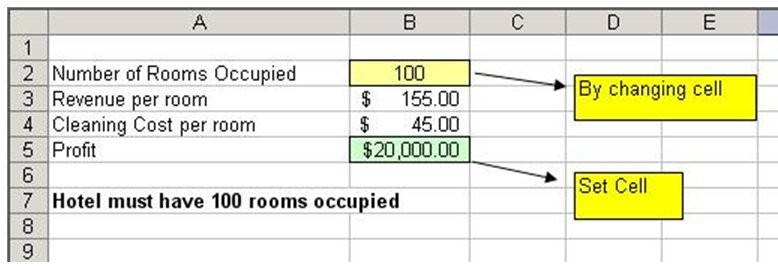 A B C D E
1
2 Number of Rooms Occupied 100
By changing cell
3 Revenue per room $ 155.00
4 Cleaning Cost per room $ 45.00
5 Profit $20,000.00
6
Set Cell
7 Hotel must have 100 rooms occupied
8
9